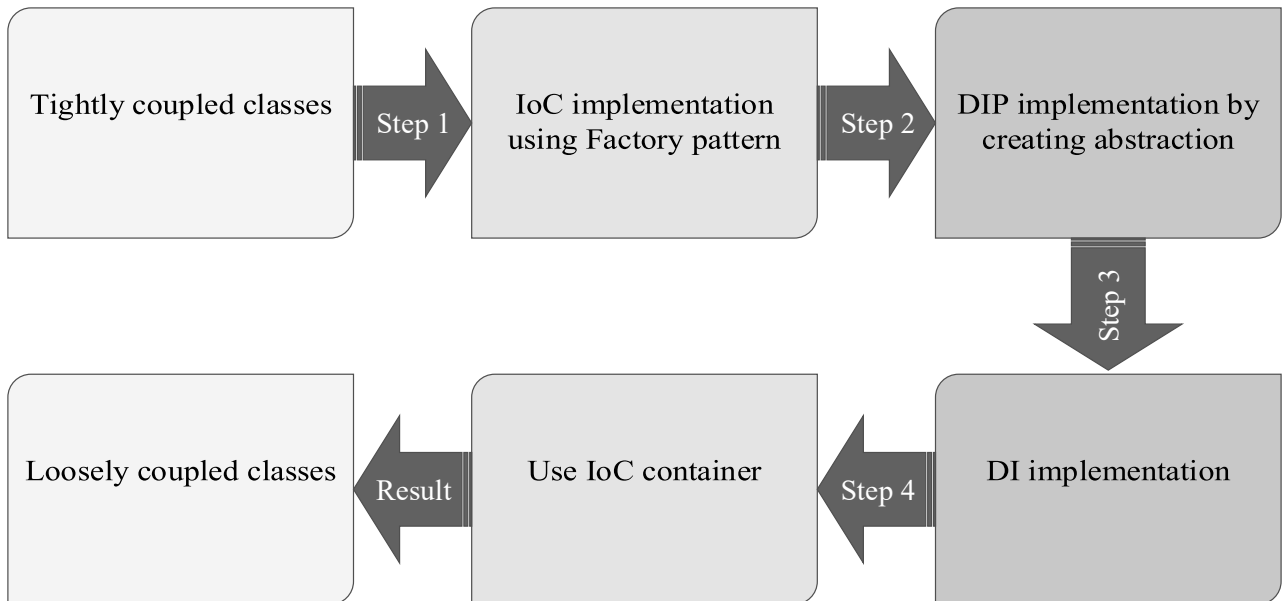 Tightly coupled classes
Step 1
IoC implementation
using Factory pattern
Step 2
DIP implementation by
creating abstraction
Step 3
DI implementation
Step 4
Use IoC container
Result
Loosely coupled classes